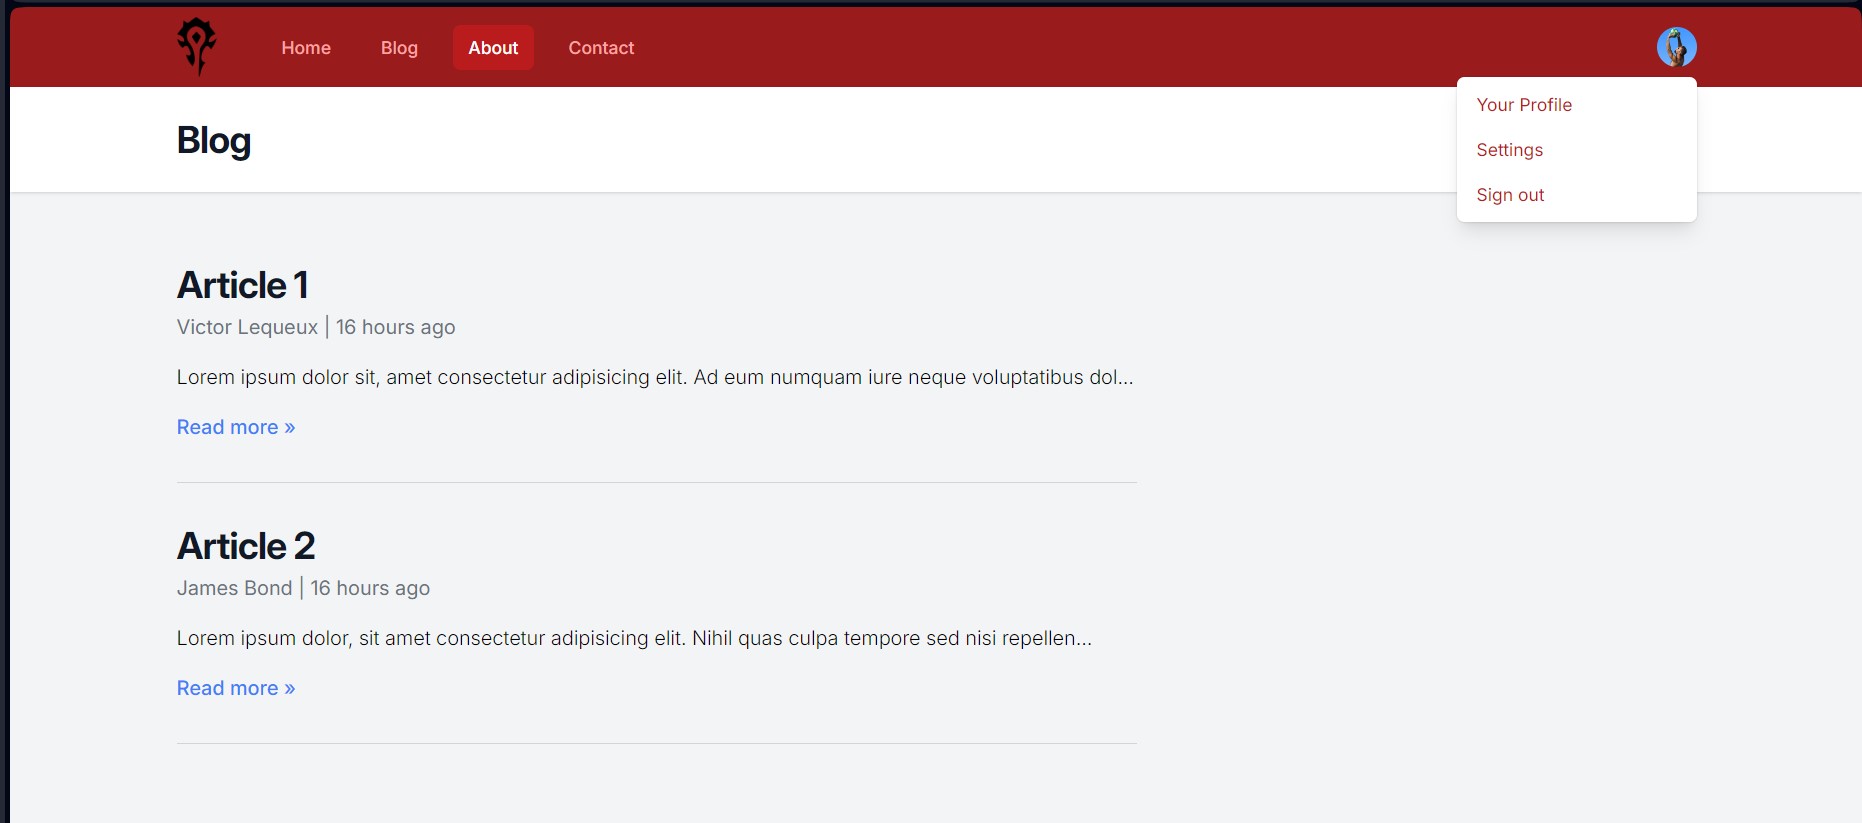 Home Blog About Contact
Your Profile
Settings
Sign out
Blog
Article 1
Victor Lequeux | 16 hours ago
Lorem ipsum dolor sit, amet consectetur adipisicing elit. Ad eum numquam iure neque voluptatibus dol...
Read more »
Article 2
James Bond | 16 hours ago
Lorem ipsum dolor, sit amet consectetur adipisicing elit. Nihil quas culpa tempore sed nisi repellen...
Read more »